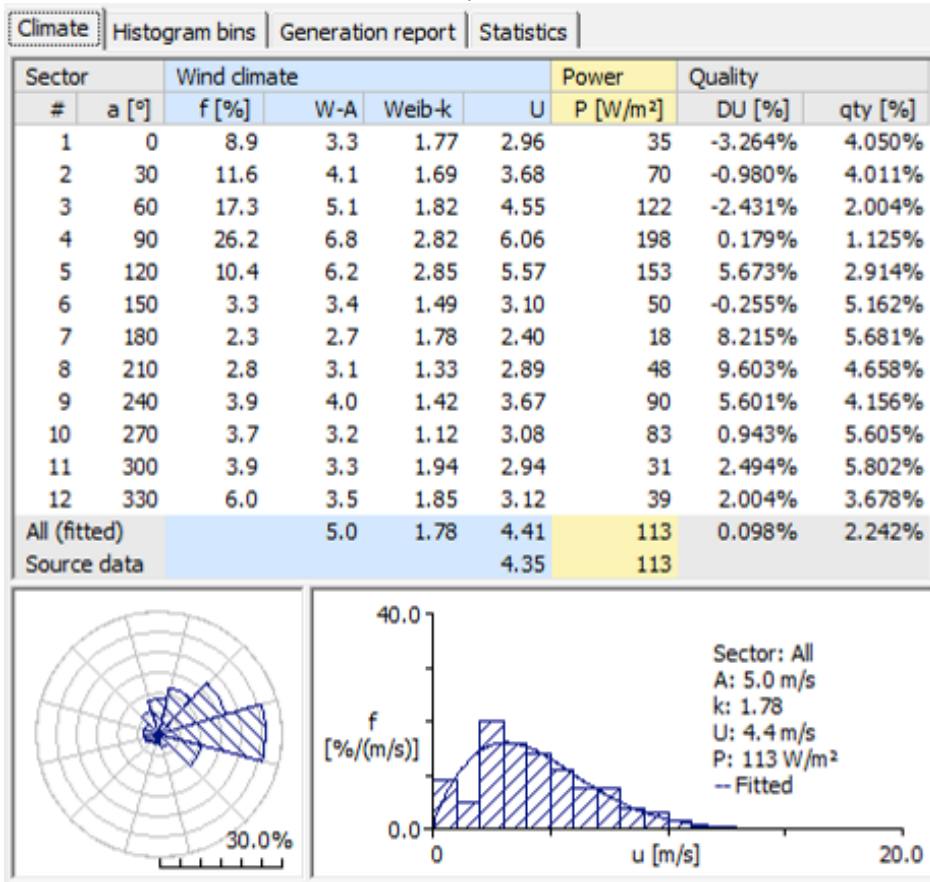 Climate Histogram bins Generation report Statistics
Sector Wind climate Power Quality
# a [°] f [%] W-A Weib-k U P [W/m²] DU [%] qty [%]
1 0 8.9 3.3 1.77 2.96 35 -3.264% 4.050%
2 30 11.6 4.1 1.69 3.68 70 -0.980% 4.011%
3 60 17.3 5.1 1.82 4.55 122 -2.431% 2.004%
4 90 26.2 6.8 2.82 6.06 198 0.179% 1.125%
5 120 10.4 6.2 2.85 5.57 153 5.673% 2.914%
6 150 3.3 3.4 1.49 3.10 50 -0.255% 5.162%
7 180 2.3 2.7 1.78 2.40 18 8.215% 5.681%
8 210 2.8 3.1 1.33 2.89 48 9.603% 4.658%
9 240 3.9 4.0 1.42 3.67 90 5.601% 4.156%
10 270 3.7 3.2 1.12 3.08 83 0.943% 5.605%
11 300 3.9 3.3 1.94 2.94 31 2.494% 5.802%
12 330 6.0 3.5 1.85 3.12 39 2.004% 3.678%
All (fitted) 5.0 1.78 4.41 113 0.098% 2.242%
Source data 4.35 113
30.0%
40.0
f
[%/(m/s)]
0.0
0 u [m/s] 20.0
Sector: All
A: 5.0 m/s
k: 1.78
U: 4.4 m/s
P: 113 W/m²
-- Fitted